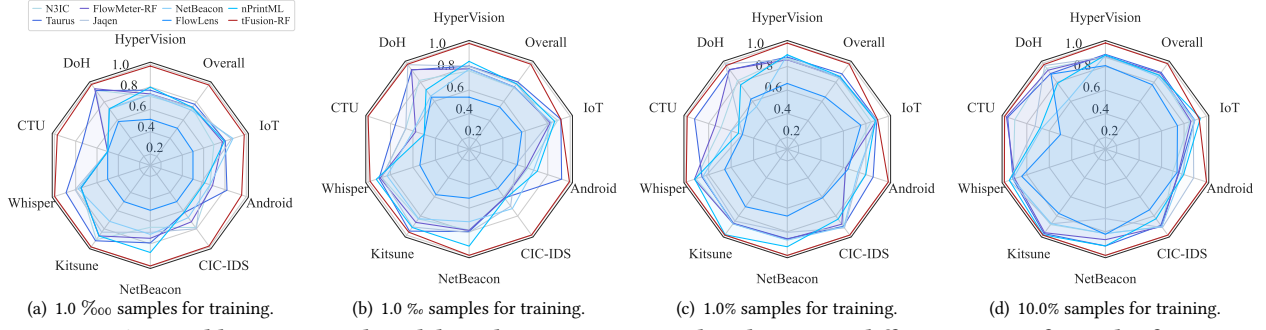 N3IC FlowMeter-RF NetBeacon nPrintML
Taurus Jaqen FlowLens tFusion-RF
HyperVision
DoH
Overall
1.0
0.8
0.6
0.4
0.2
CTU
IoT
Whisper
Android
Kitsune
CIC-IDS
NetBeacon
(a) 1.0 ‱ samples for training.
HyperVision
DoH
Overall
1.0
0.8
0.6
0.4
0.2
CTU
IoT
Whisper
Android
Kitsune
CIC-IDS
NetBeacon
(b) 1.0 ‰ samples for training.
HyperVision
DoH
Overall
1.0
0.8
0.6
0.4
0.2
CTU
IoT
Whisper
Android
Kitsune
CIC-IDS
NetBeacon
(c) 1.0% samples for training.
HyperVision
DoH
Overall
1.0
0.8
0.6
0.4
0.2
CTU
IoT
Whisper
Android
Kitsune
CIC-IDS
NetBeacon
(d) 10.0% samples for training.